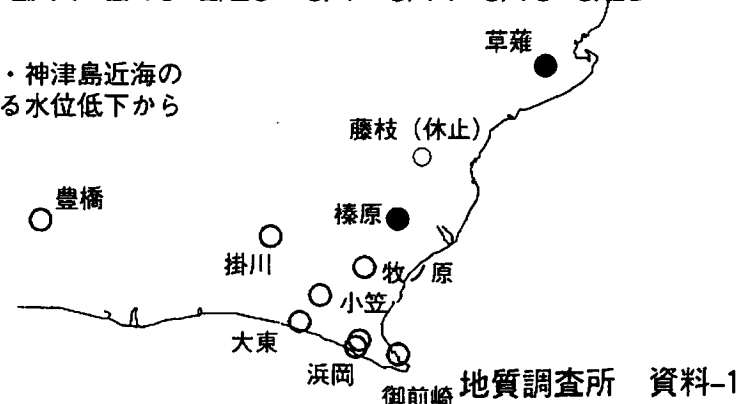 草薙
・神津島近海の
る水位低下から
藤枝（休止）
豊橋
榛原
掛川
牧ノ原
小笠
大東
浜岡
御前崎
地質調査所 資料-1